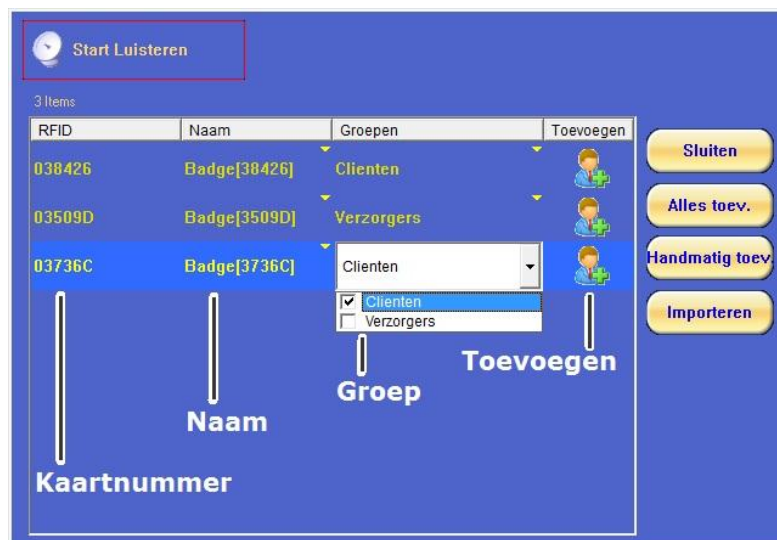 Start Luisteren
3 Items
RFID Naam Groepen Toevoegen
038426 Badge[38426] Clienten
03509D Badge[3509D] Verzorgers
03736C Badge[3736C] Clienten
Clienten
Verzorgers
Sluiten
Alles toev.
Handmatig toev.
Importeren
Toevoegen
Groep
Naam
Kaartnummer